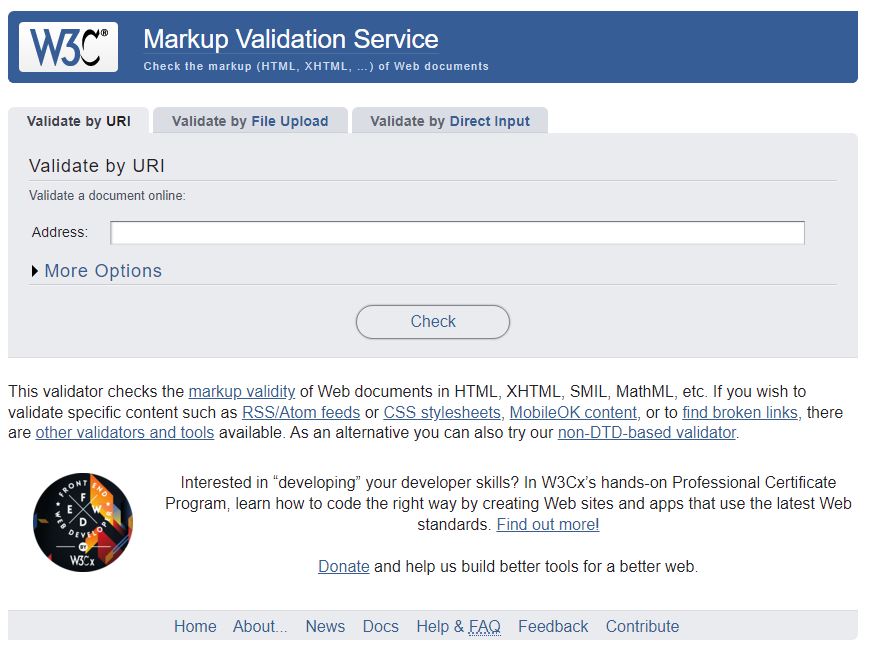 W3C®
Markup Validation Service
Check the markup (HTML, XHTML, …) of Web documents
Validate by URI
Validate by File Upload
Validate by Direct Input
Validate by URI
Validate a document online:
Address:
More Options
Check
This validator checks the markup validity of Web documents in HTML, XHTML, SMIL, MathML, etc. If you wish to
validate specific content such as RSS/Atom feeds or CSS stylesheets, MobileOK content, or to find broken links, there
are other validators and tools available. As an alternative you can also try our non-DTD-based validator.
FRONT END
F
E W
D
WEB DEVELOPER
W3Cx
Interested in “developing” your developer skills? In W3Cx’s hands-on Professional Certificate
Program, learn how to code the right way by creating Web sites and apps that use the latest Web
standards. Find out more!
Donate and help us build better tools for a better web.
Home About... News Docs Help & FAQ Feedback Contribute